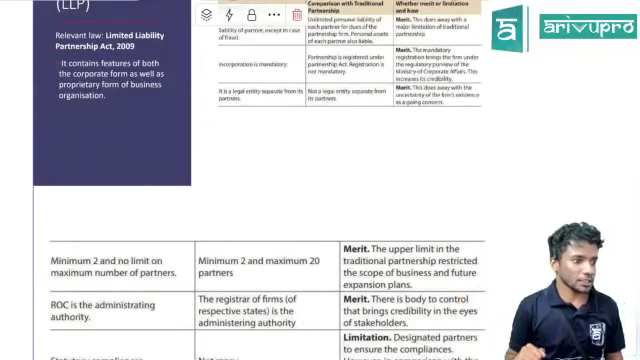 (LLP)
Relevant law: Limited Liability
Partnership Act, 2009
It contains features of both
the corporate form as well as
proprietary form of business
organisation.
Comparison with Traditional
Partnership
Whether merit or limitation
and how
liability of partner, except in case
of fraud.
Unlimited personal liability of
each partner for dues of the
partnership firm. Personal assets
of each partner also liable.
Merit. This does away with a
major limitation of traditional
partnership
Incorporation is mandatory.
Partnership is registered under
partnership Act. Registration is
not mandatory.
Merit. The mandatory
registration brings the firm under
the regulatory purview of the
Ministry of Corporate Affairs. This
increases its credibility.
It is a legal entity separate from its
partners.
Not a legal entity separate from
its partners.
Merit. This does away with the
uncertainty of the firm's existence
as a going concern.
Minimum 2 and no limit on
maximum number of partners.
Minimum 2 and maximum 20
partners
Merit. The upper limit in the
traditional partnership restricted
the scope of business and future
expansion plans.
ROC is the administrating
authority.
The registrar of firms (of
respective states) is the
administering authority
Merit. There is body to control
that brings credibility in the eyes
of stakeholders.
Limitation. Designated partners
to ensure the compliances.
arivupro